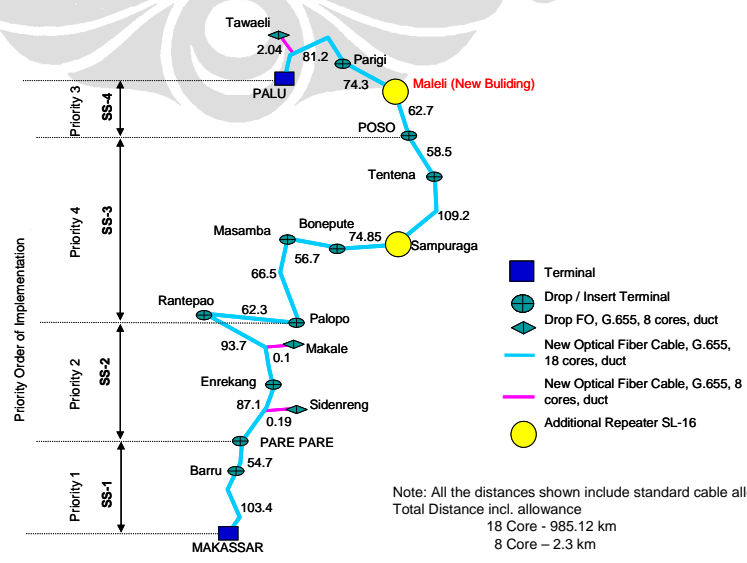 Tawaeli
2.04
81.2
Parigi
74.3
Maleli (New Buliding)
PALU
62.7
POSO
58.5
Tentena
109.2
Masamba
Bonepute
74.85
Sampuraga
56.7
66.5
Rantepao
62.3
Palopo
93.7
Makale
0.1
Enrekang
87.1
Sidenreng
0.19
PARE PARE
54.7
Barru
103.4
MAKASSAR
Priority Order of Implementation
Priority 3
SS-4
Priority 4
SS-3
Priority 2
SS-2
Priority 1
SS-1
Terminal
Drop / Insert Terminal
Drop FO, G.655, 8 cores, duct
New Optical Fiber Cable, G.655,
18 cores, duct
New Optical Fiber Cable, G.655, 8
cores, duct
Additional Repeater SL-16
Note: All the distances shown include standard cable all
Total Distance incl. allowance
18 Core - 985.12 km
8 Core – 2.3 km